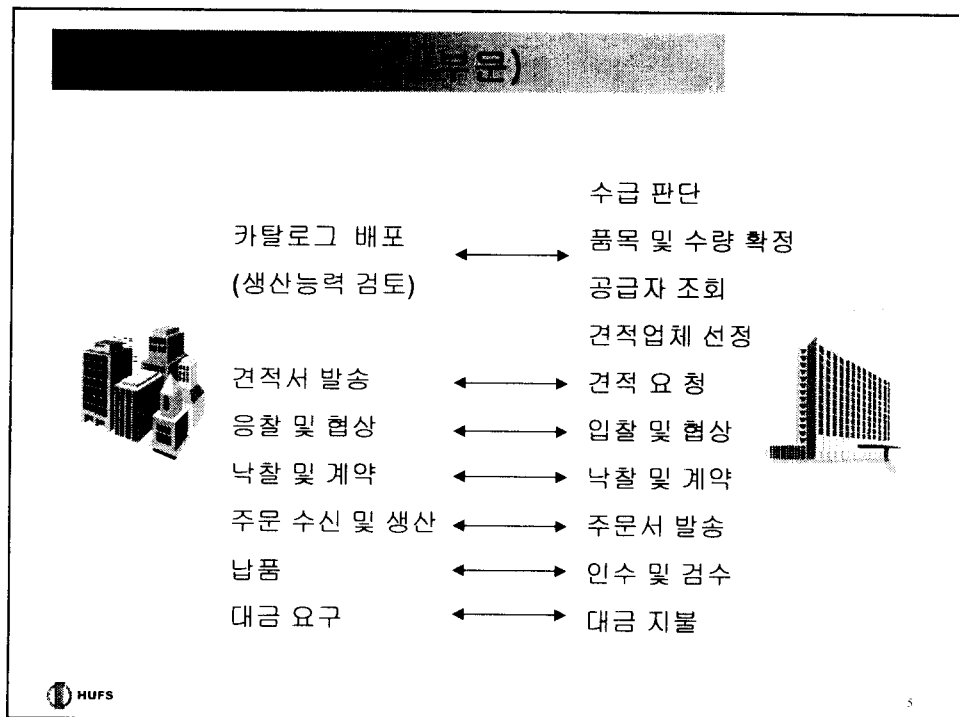 부문)
카탈로그 배포
(생산능력 검토)
견적서 발송
응찰 및 협상
낙찰 및 계약
주문 수신 및 생산
납품
대금 요구
수급 판단
품목 및 수량 확정
공급자 조회
견적업체 선정
견적 요 청
입찰 및 협상
낙찰 및 계약
주문서 발송
인수 및 검수
대금 지불
HUFS
5